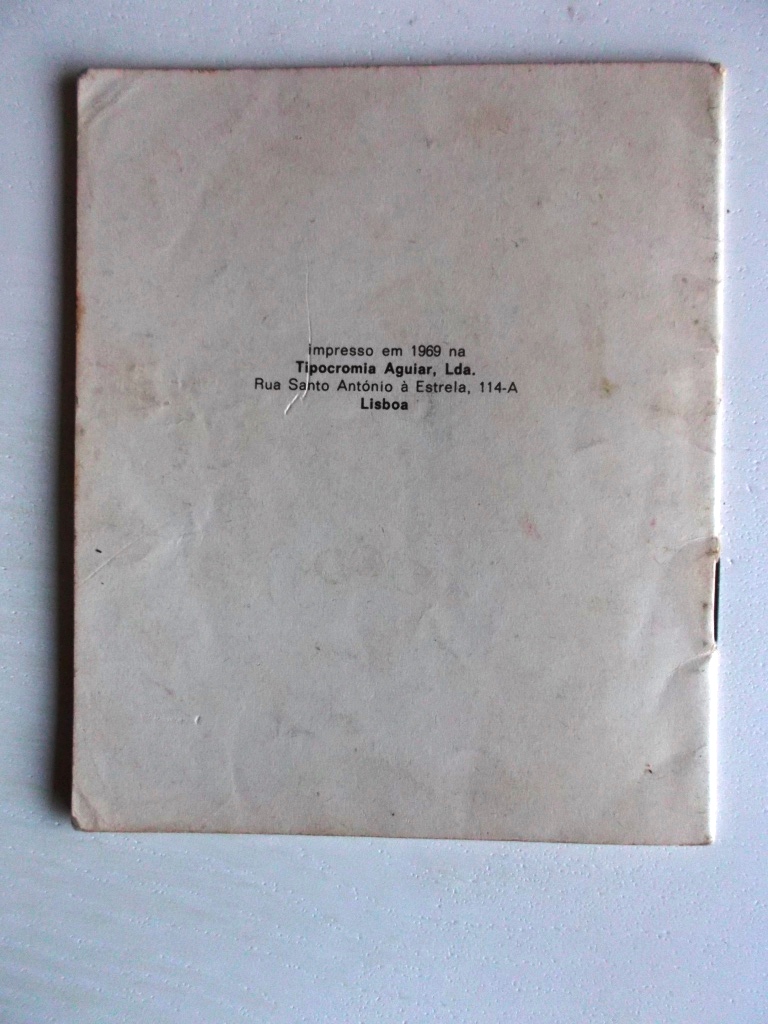 impresso em 1969 na
Tipocromia Aguiar, Lda.
Rua Santo António à Estrela, 114-A
Lisboa